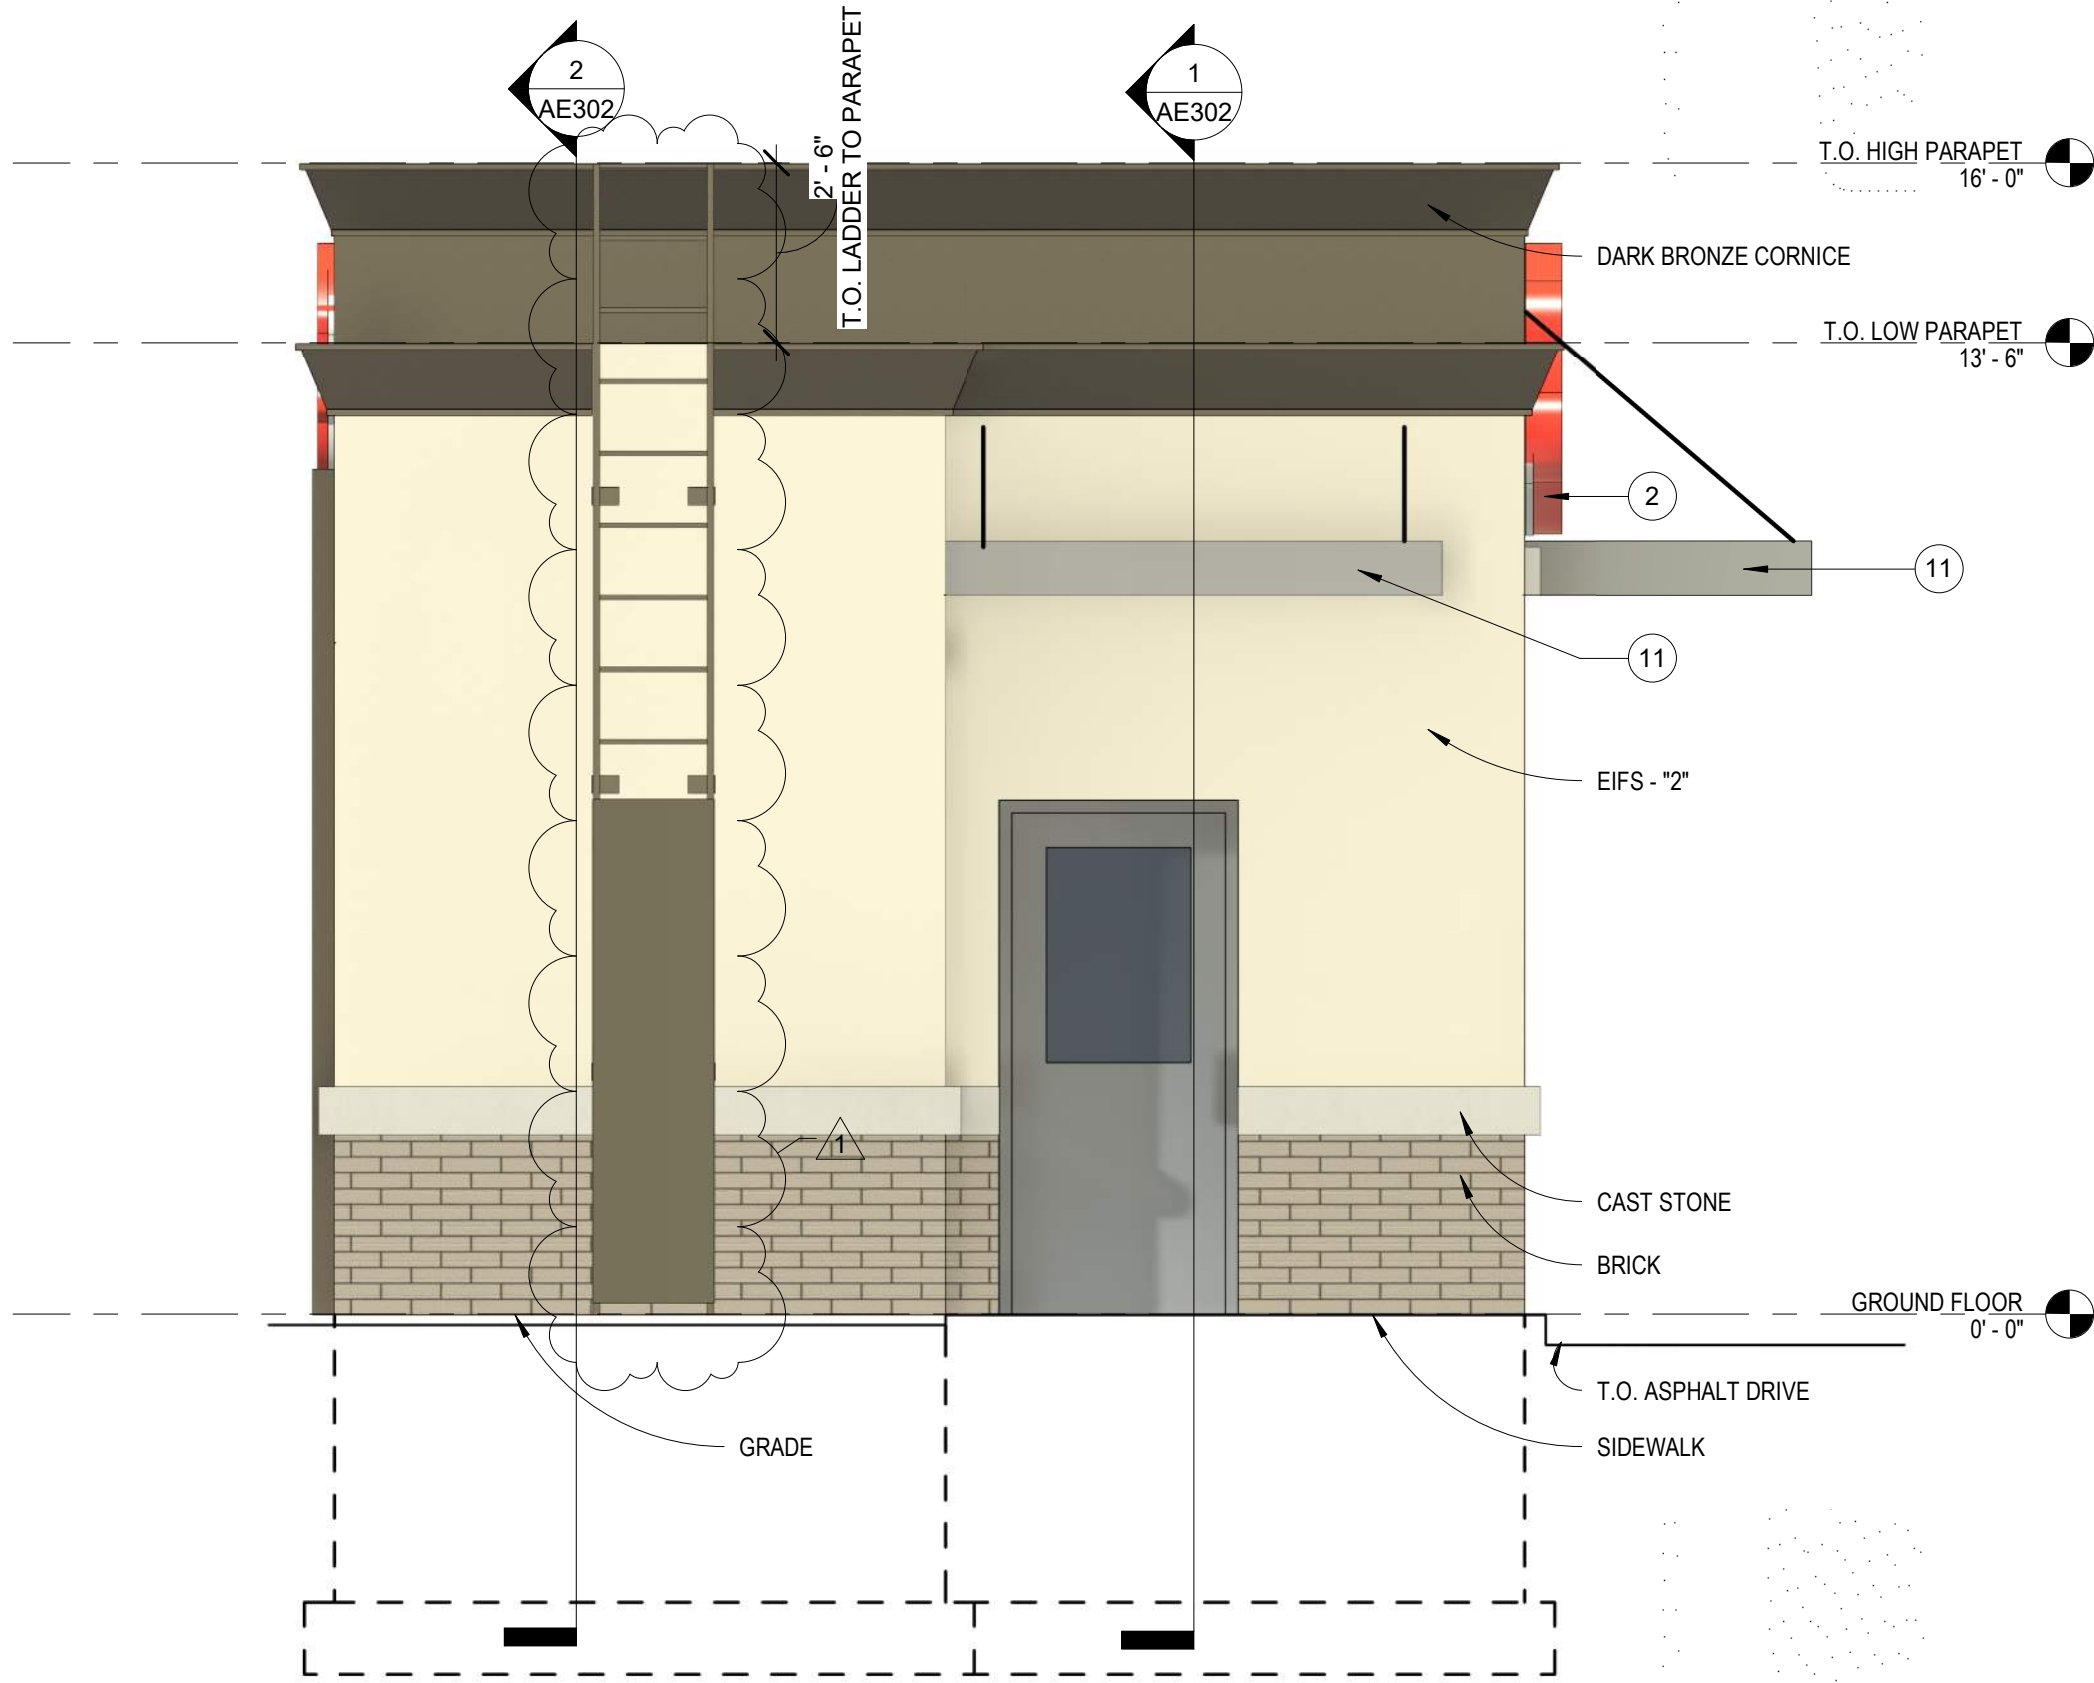 2
AE302
1
AE302
2' - 6"
T.O. LADDER TO PARAPET
T.O. HIGH PARAPET
16' - 0"
DARK BRONZE CORNICE
T.O. LOW PARAPET
13' - 6"
2
11
11
EIFS - "2"
1
CAST STONE
BRICK
GROUND FLOOR
0' - 0"
T.O. ASPHALT DRIVE
GRADE
SIDEWALK